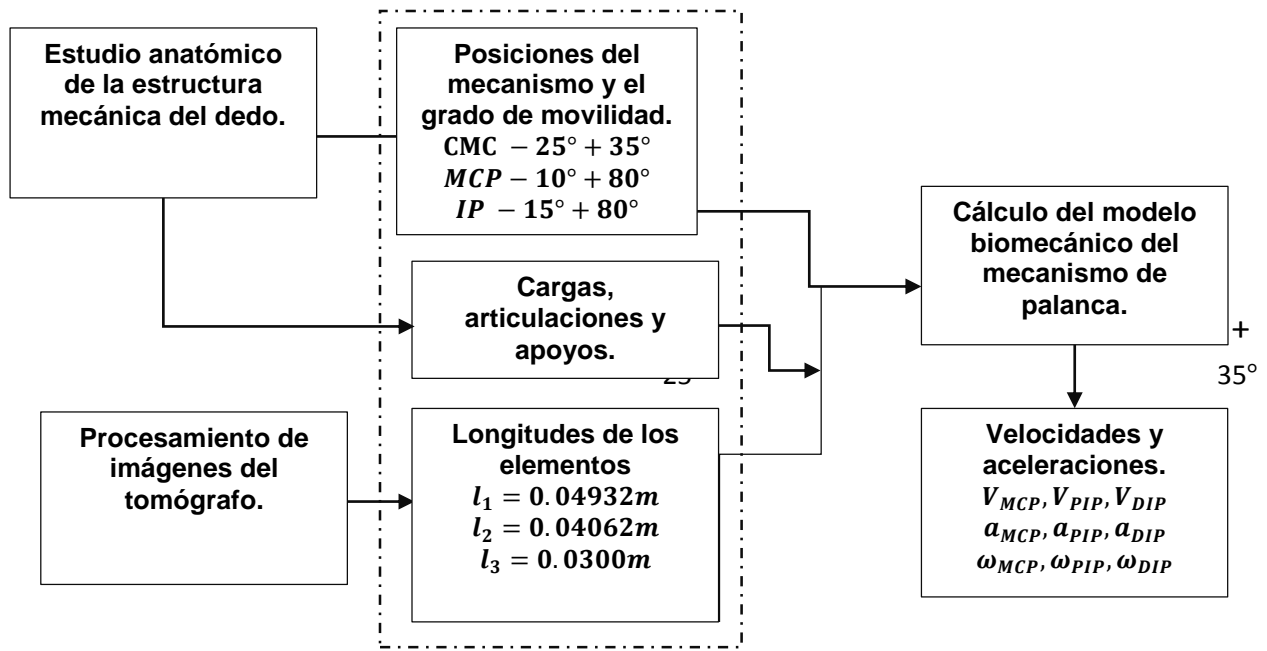 Estudio anatómico
de la estructura
mecánica del dedo.
Posiciones del
mecanismo y el
grado de movilidad.
CMC − 25° + 35°
MCP − 10° + 80°
IP − 15° + 80°
Cargas,
articulaciones y
apoyos.
Procesamiento de
imágenes del
tomógrafo.
Longitudes de los
elementos
l₁ = 0.04932m
l₂ = 0.04062m
l₃ = 0.0300m
Cálculo del modelo
biomecánico del
mecanismo de
palanca.
+
35°
Velocidades y
aceleraciones.
V_MCP, V_PIP, V_DIP
a_MCP, a_PIP, a_DIP
ω_MCP, ω_PIP, ω_DIP